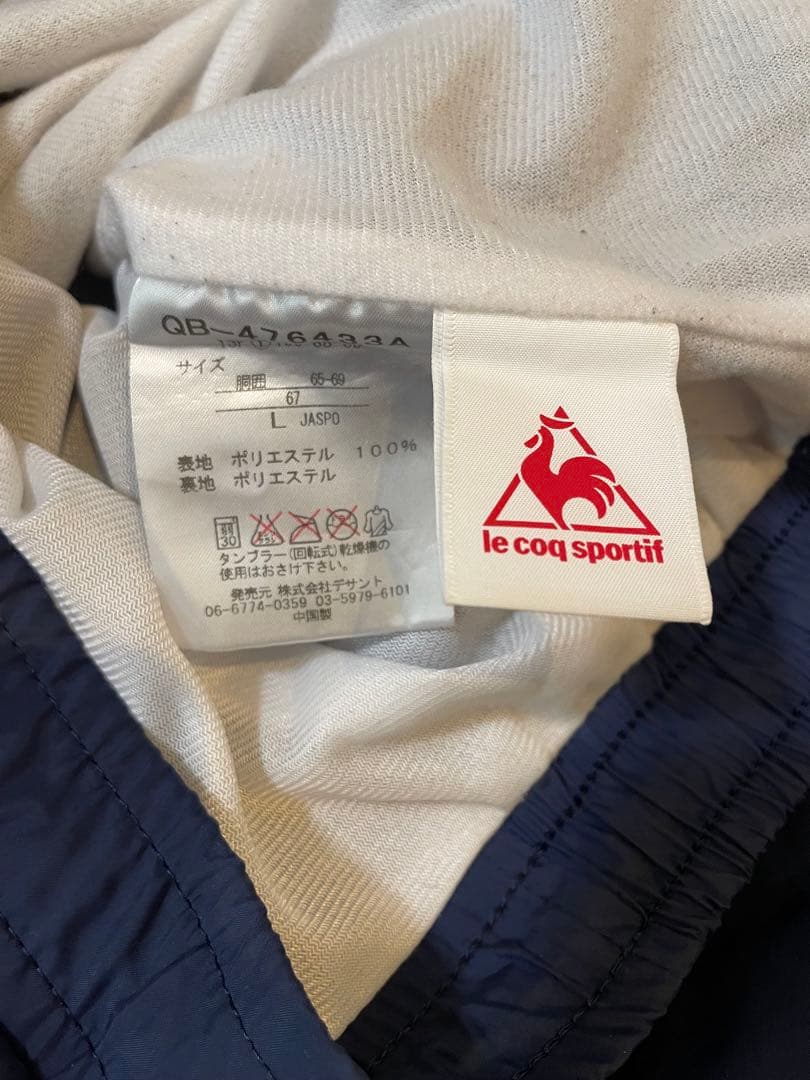 QB-476433A
サイズ
胴囲 65-69
67
L JASPO
表地 ポリエステル 100%
裏地 ポリエステル
タンブラー(回転式)乾燥機の
使用はおさけ下さい。
発売元 株式会社デサント
06-6774-0359 03-5979-6101
中国製
le coq sportif